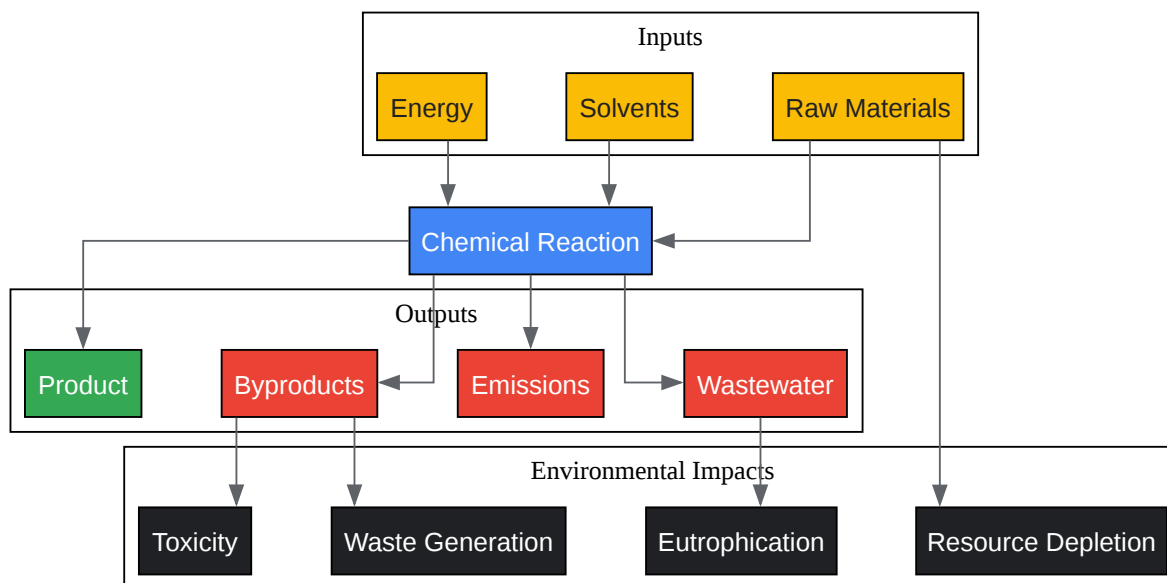 Inputs
Energy
Solvents
Raw Materials
Chemical Reaction
Outputs
Product
Byproducts
Emissions
Wastewater
Environmental Impacts
Toxicity
Waste Generation
Eutrophication
Resource Depletion